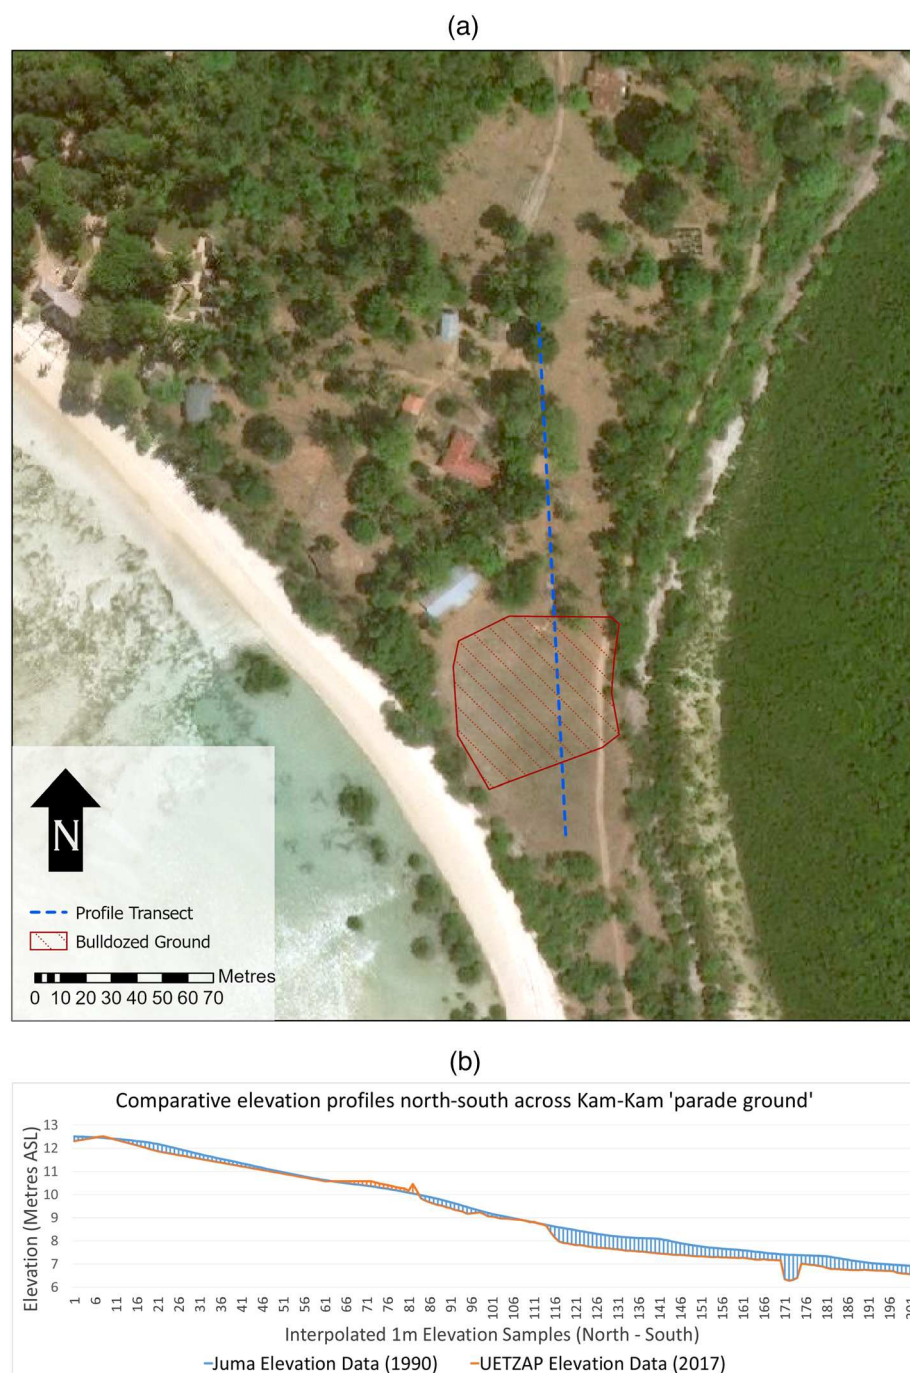 (a)
N
Profile Transect
Bulldozed Ground
Metres
0 10 20 30 40 50 60 70
(b)
Comparative elevation profiles north-south across Kam-Kam 'parade ground'
Elevation (Metres ASL)
13
12
11
10
9
8
7
6
1 6 11 16 21 26 31 36 41 46 51 56 61 66 71 76 81 86 91 96 101 106 111 116 121 126 131 136 141 146 151 156 161 166 171 176 181 186 191 196
Interpolated 1m Elevation Samples (North - South)
Juma Elevation Data (1990) UETZAP Elevation Data (2017)